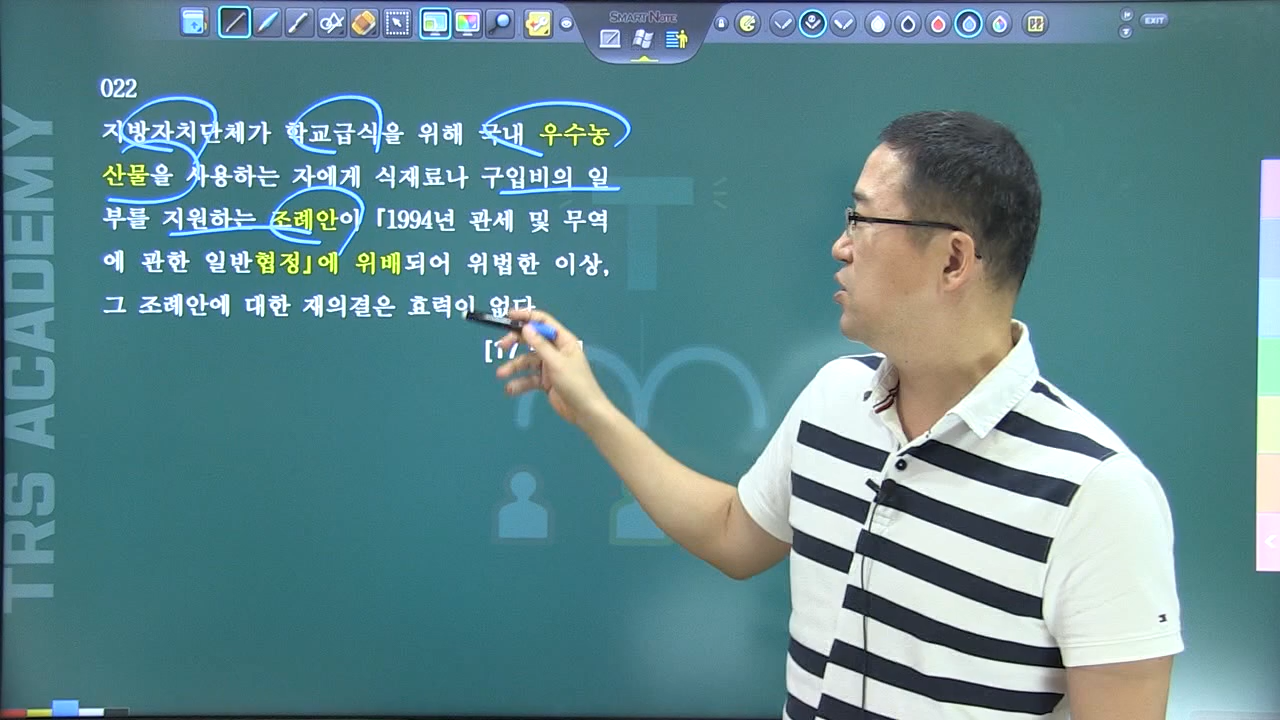 SMART NOTE
EXIT
022
지방자치단체가 학교급식을 위해 국내 우수농
산물을 사용하는 자에게 식재료나 구입비의 일
부를 지원하는 조례안이 「1994년 관세 및 무역
에 관한 일반협정」에 위배되어 위법한 이상,
그 조례안에 대한 재의결은 효력이 없다.
[17
TRS ACADEMY